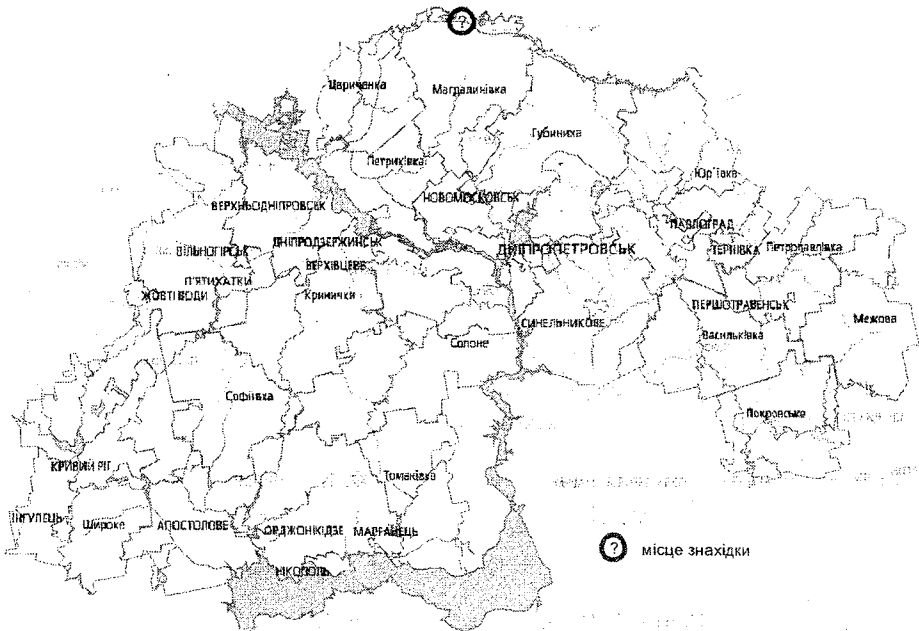 ?
Царичанка
Магдалинівка
Губиниха
Петриківка
Юр'ївка
ВЕРХНЬОДНІПРОВСЬК
НОВОМОСКОВСЬК
ПАВЛОГРАД
ВІЛЬНОГІРСЬК
ДНІПРОДЗЕРЖИНСЬК
ДНІПРОПЕТРОВСЬК
ТЕРНІВКА
Петропавлівка
ВЕРХІВЦЕВЕ
П'ЯТИХАТКИ
ЖОВТІ ВОДИ
Кринички
ПЕРШОТРАВЕНСЬК
СИНЕЛЬНИКОВЕ
Межова
Солоне
Васильківка
Софіївка
Покровське
КРИВИЙ РІГ
Томаківка
ІНГУЛЕЦЬ
Широке
АПОСТОЛОВЕ
ОРДЖОНІКІДЗЕ
МАРГАНЕЦЬ
? місце знахідки
НІКОПОЛЬ